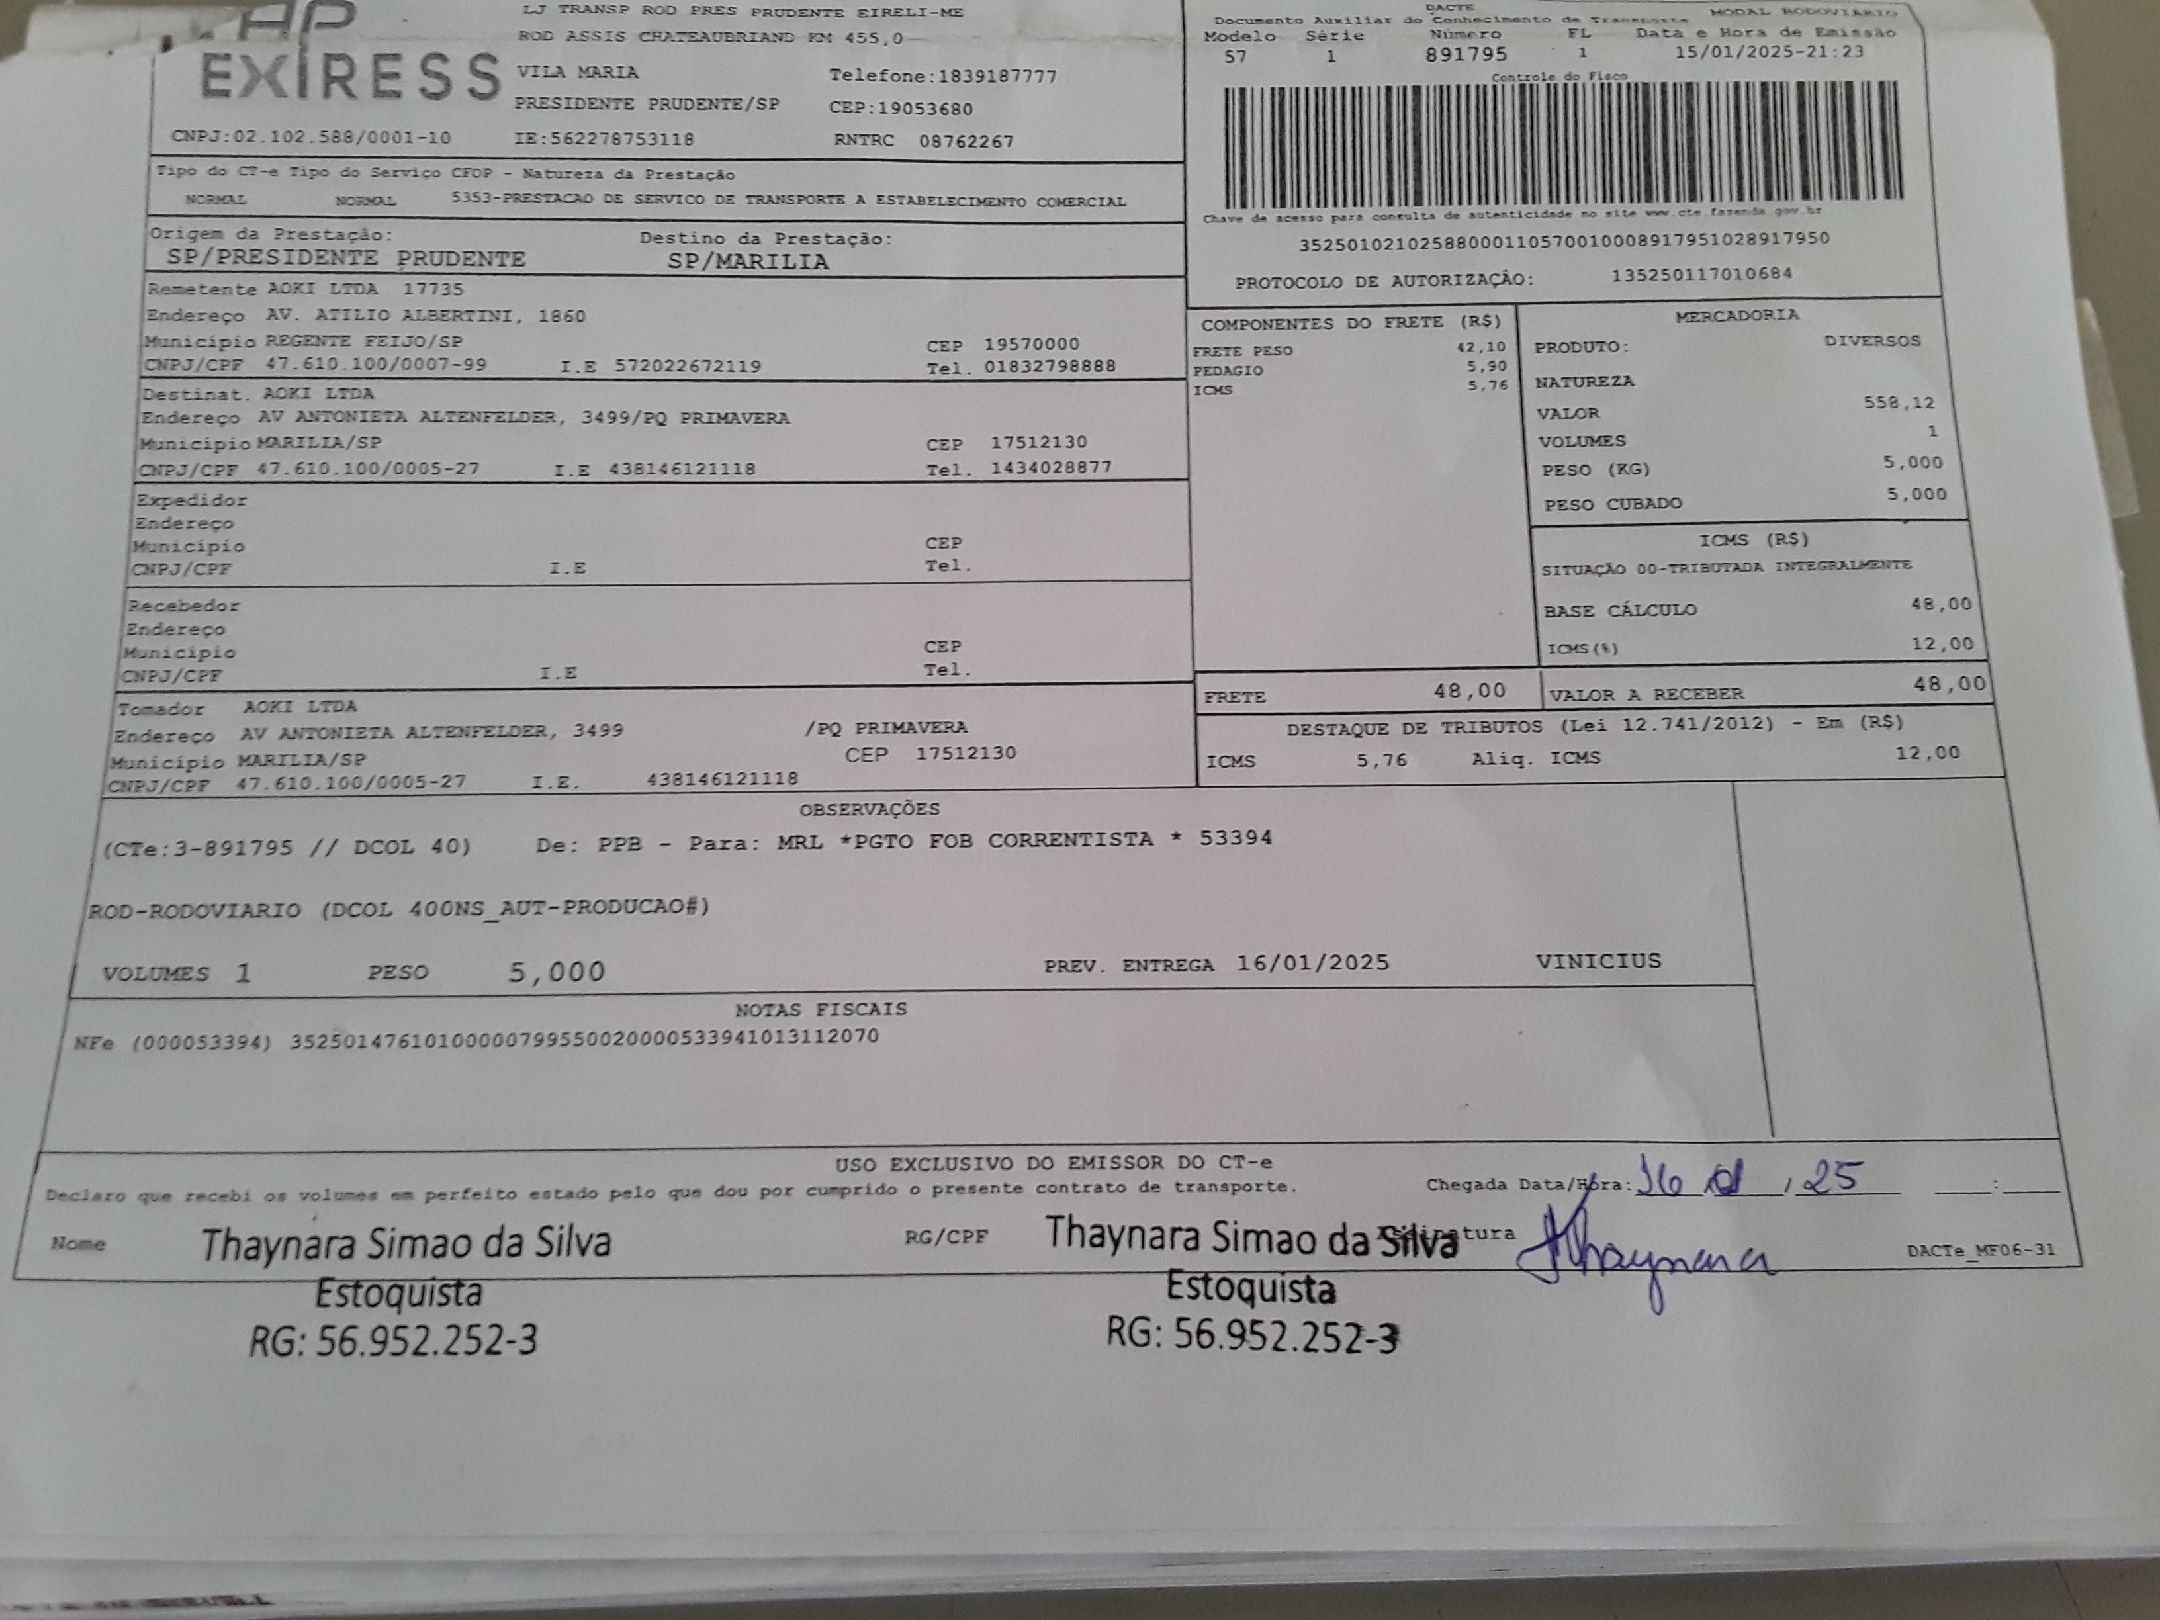 EXPRESS
LJ TRANSP ROD PRES PRUDENTE EIRELI-ME
ROD ASSIS CHATEAUBRIAND KM 455,0
VILA MARIA Telefone:1839187777
PRESIDENTE PRUDENTE/SP CEP:19053680
CNPJ:02.102.588/0001-10 IE:562278753118 RNTRC 08762267
DACTE
Documento Auxiliar do Conhecimento de Transporte MODAL RODOVIÁRIO
Modelo Série Número FL Data e Hora de Emissão
57 1 891795 1 15/01/2025-21:23
Controle do Fisco
Chave de acesso para consulta de autenticidade no site www.cte.fazenda.gov.br
35250102102588000110570010008917951028917950
PROTOCOLO DE AUTORIZAÇÃO: 135250117010684
Tipo do CT-e Tipo do Serviço CFOP - Natureza da Prestação
NORMAL NORMAL 5353-PRESTACAO DE SERVICO DE TRANSPORTE A ESTABELECIMENTO COMERCIAL
Origem da Prestação: Destino da Prestação:
SP/PRESIDENTE PRUDENTE SP/MARILIA
Remetente AOKI LTDA 17735
Endereço AV. ATILIO ALBERTINI, 1860
Município REGENTE FEIJO/SP CEP 19570000
CNPJ/CPF 47.610.100/0007-99 I.E 572022672119 Tel. 01832798888
Destinat. AOKI LTDA
Endereço AV ANTONIETA ALTENFELDER, 3499/PQ PRIMAVERA
Município MARILIA/SP CEP 17512130
CNPJ/CPF 47.610.100/0005-27 I.E 438146121118 Tel. 1434028877
Expedidor
Endereço
Município CEP
CNPJ/CPF I.E Tel.
Recebedor
Endereço
Município CEP
CNPJ/CPF I.E Tel.
Tomador AOKI LTDA
Endereço AV ANTONIETA ALTENFELDER, 3499 /PQ PRIMAVERA
Município MARILIA/SP CEP 17512130
CNPJ/CPF 47.610.100/0005-27 I.E. 438146121118
COMPONENTES DO FRETE (R$)
FRETE PESO 42,10
PEDAGIO 5,90
ICMS 5,76
MERCADORIA
PRODUTO: DIVERSOS
NATUREZA
VALOR 558,12
VOLUMES 1
PESO (KG) 5,000
PESO CUBADO 5,000
ICMS (R$)
SITUAÇÃO 00-TRIBUTADA INTEGRALMENTE
BASE CÁLCULO 48,00
ICMS(%) 12,00
FRETE 48,00 VALOR A RECEBER 48,00
DESTAQUE DE TRIBUTOS (Lei 12.741/2012) - Em (R$)
ICMS 5,76 Aliq. ICMS 12,00
OBSERVAÇÕES
(CTe:3-891795 // DCOL 40) De: PPB - Para: MRL *PGTO FOB CORRENTISTA * 53394
ROD-RODOVIARIO (DCOL 400NS_AUT-PRODUCAO#)
VOLUMES 1 PESO 5,000 PREV. ENTREGA 16/01/2025 VINICIUS
NOTAS FISCAIS
NFe (000053394) 35250147610100000799550020000533941013112070
USO EXCLUSIVO DO EMISSOR DO CT-e
Declaro que recebi os volumes em perfeito estado pelo que dou por cumprido o presente contrato de transporte. Chegada Data/Hora: 16 01 25 :
Nome Thaynara Simao da Silva RG/CPF Thaynara Simao da Silva Assinatura Thaynara DACTe_MF06-31
Estoquista Estoquista
RG: 56.952.252-3 RG: 56.952.252-3